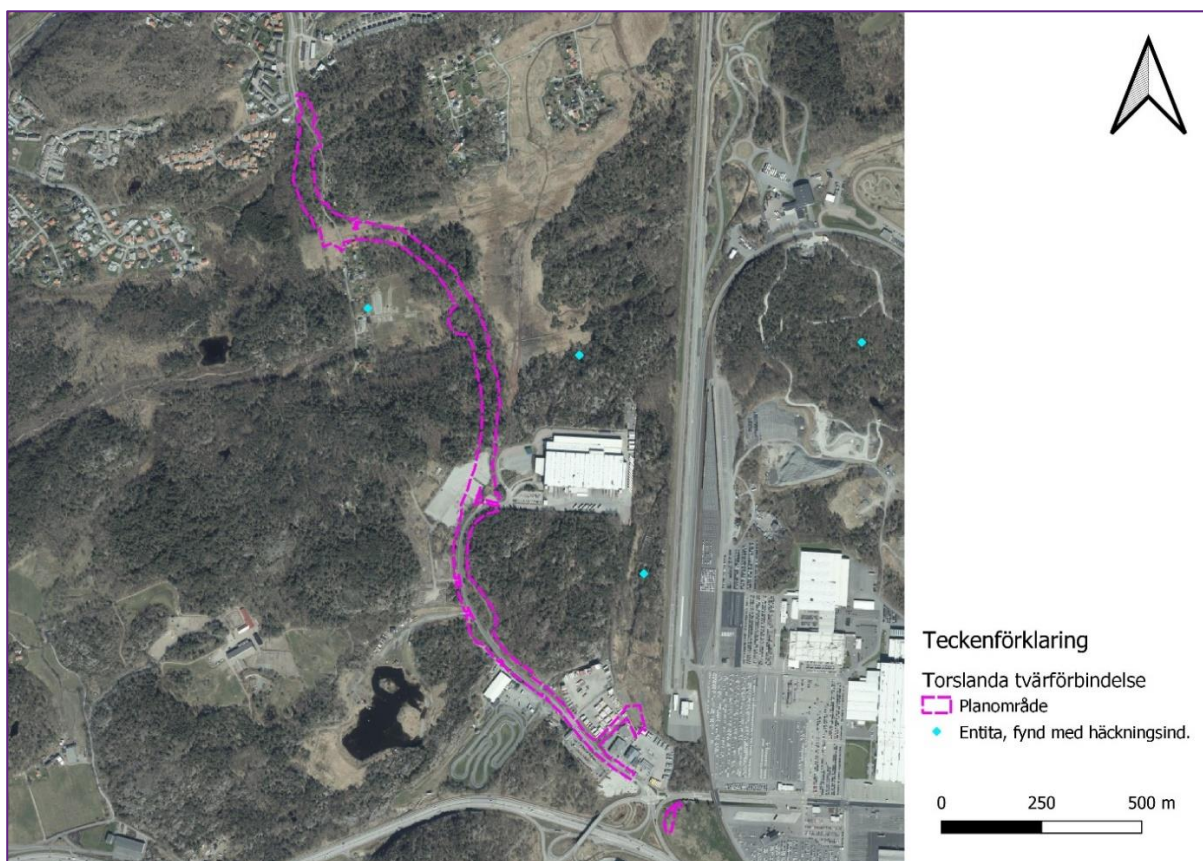 Teckenförklaring
Torslanda tvärförbindelse
Planområde
Entita, fynd med häckningsind.
0 250 500 m